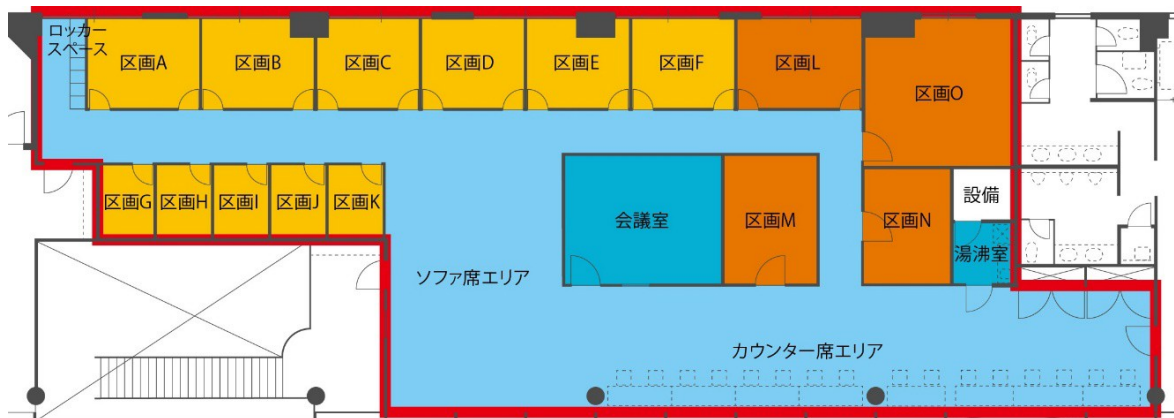 ロッカー
スペース
区画A
区画B
区画C
区画D
区画E
区画F
区画L
区画O
区画G
区画H
区画I
区画J
区画K
会議室
区画M
区画N
設備
湯沸室
ソファ席エリア
カウンター席エリア